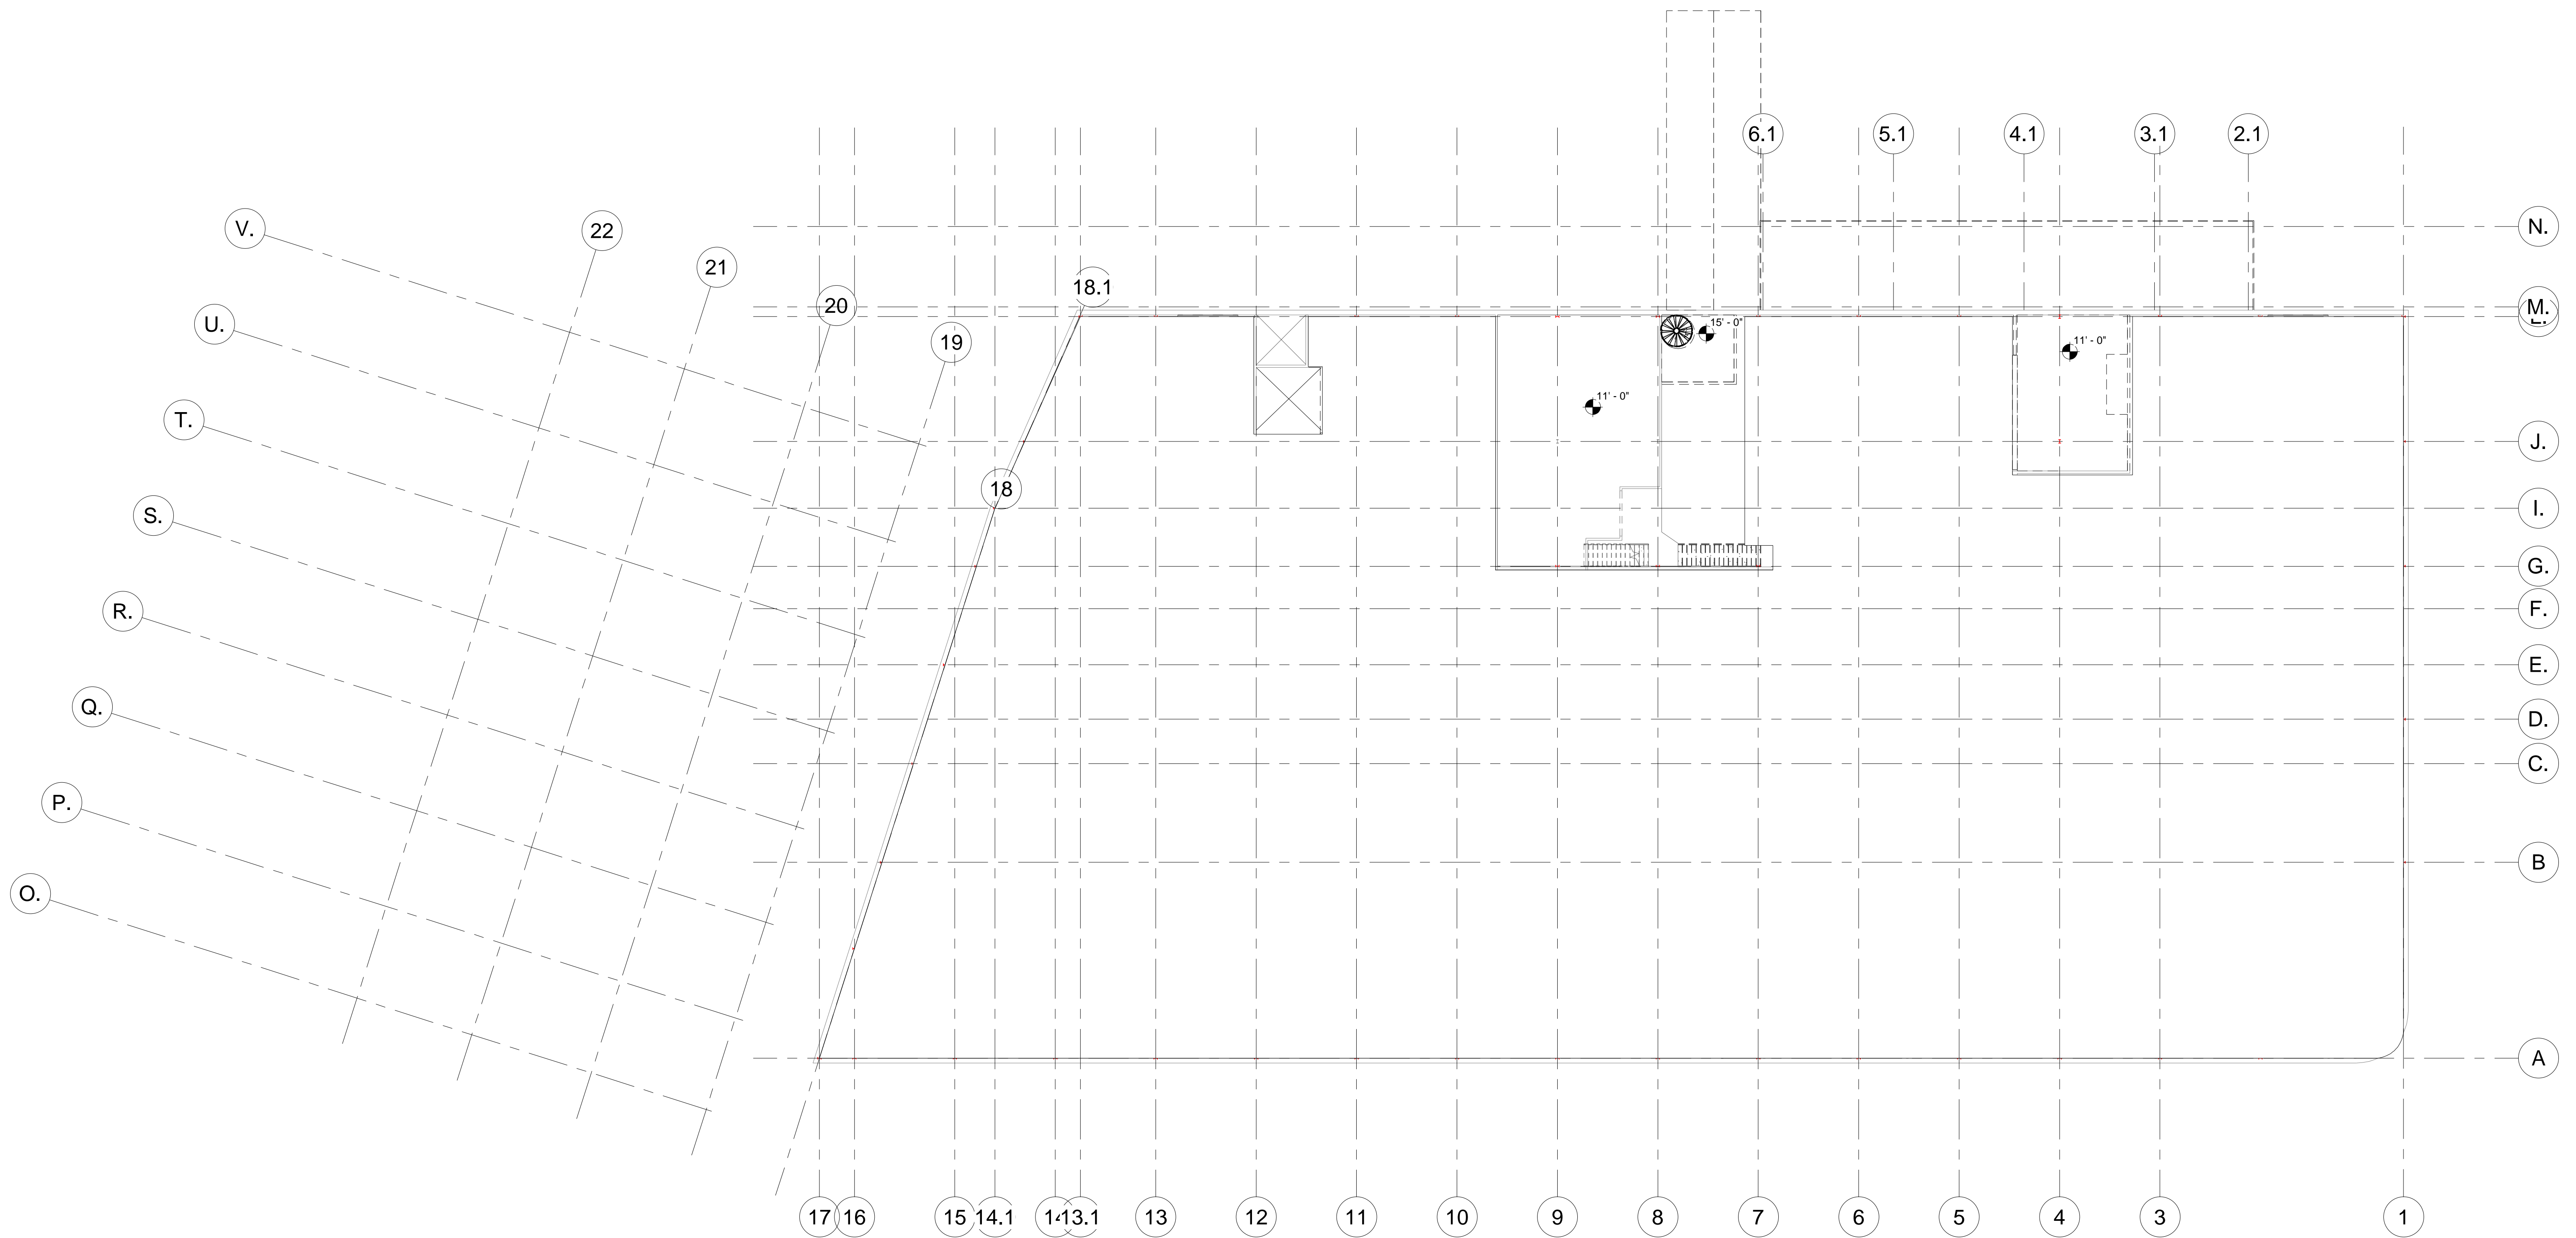 6.1
5.1
4.1
3.1
2.1
V.
22
N.
21
18.1
20
M.
L.
U.
15' - 0"
19
11' - 0"
11' - 0"
T.
J.
18
I.
S.
G.
R.
F.
E.
Q.
D.
C.
P.
B
O.
A
17
16
15
14.1
14
13.1
13
12
11
10
9
8
7
6
5
4
3
1